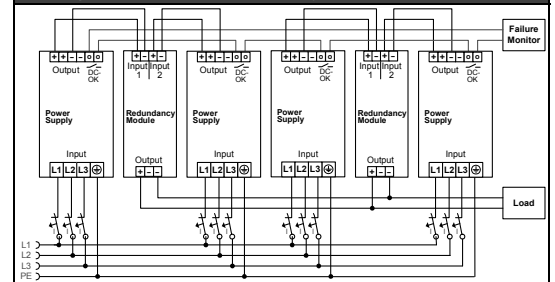 Failure
Monitor
+ + – – o o
+ + – –
+ + – – o o
+ + – – o o
+ + – –
+ + – – o o
Output
DC-
OK
Input
1
Input
2
Output
DC-
OK
Output
DC-
OK
Input
1
Input
2
Output
DC-
OK
Power
Supply
Redundancy
Module
Power
Supply
Power
Supply
Redundancy
Module
Power
Supply
Input
L1 L2 L3
Output
+ – –
Input
L1 L2 L3
Input
L1 L2 L3
Output
+ – –
Input
L1 L2 L3
Load
I
I
I
I
I
I
I
I
I
I
I
I
L1
L2
L3
PE